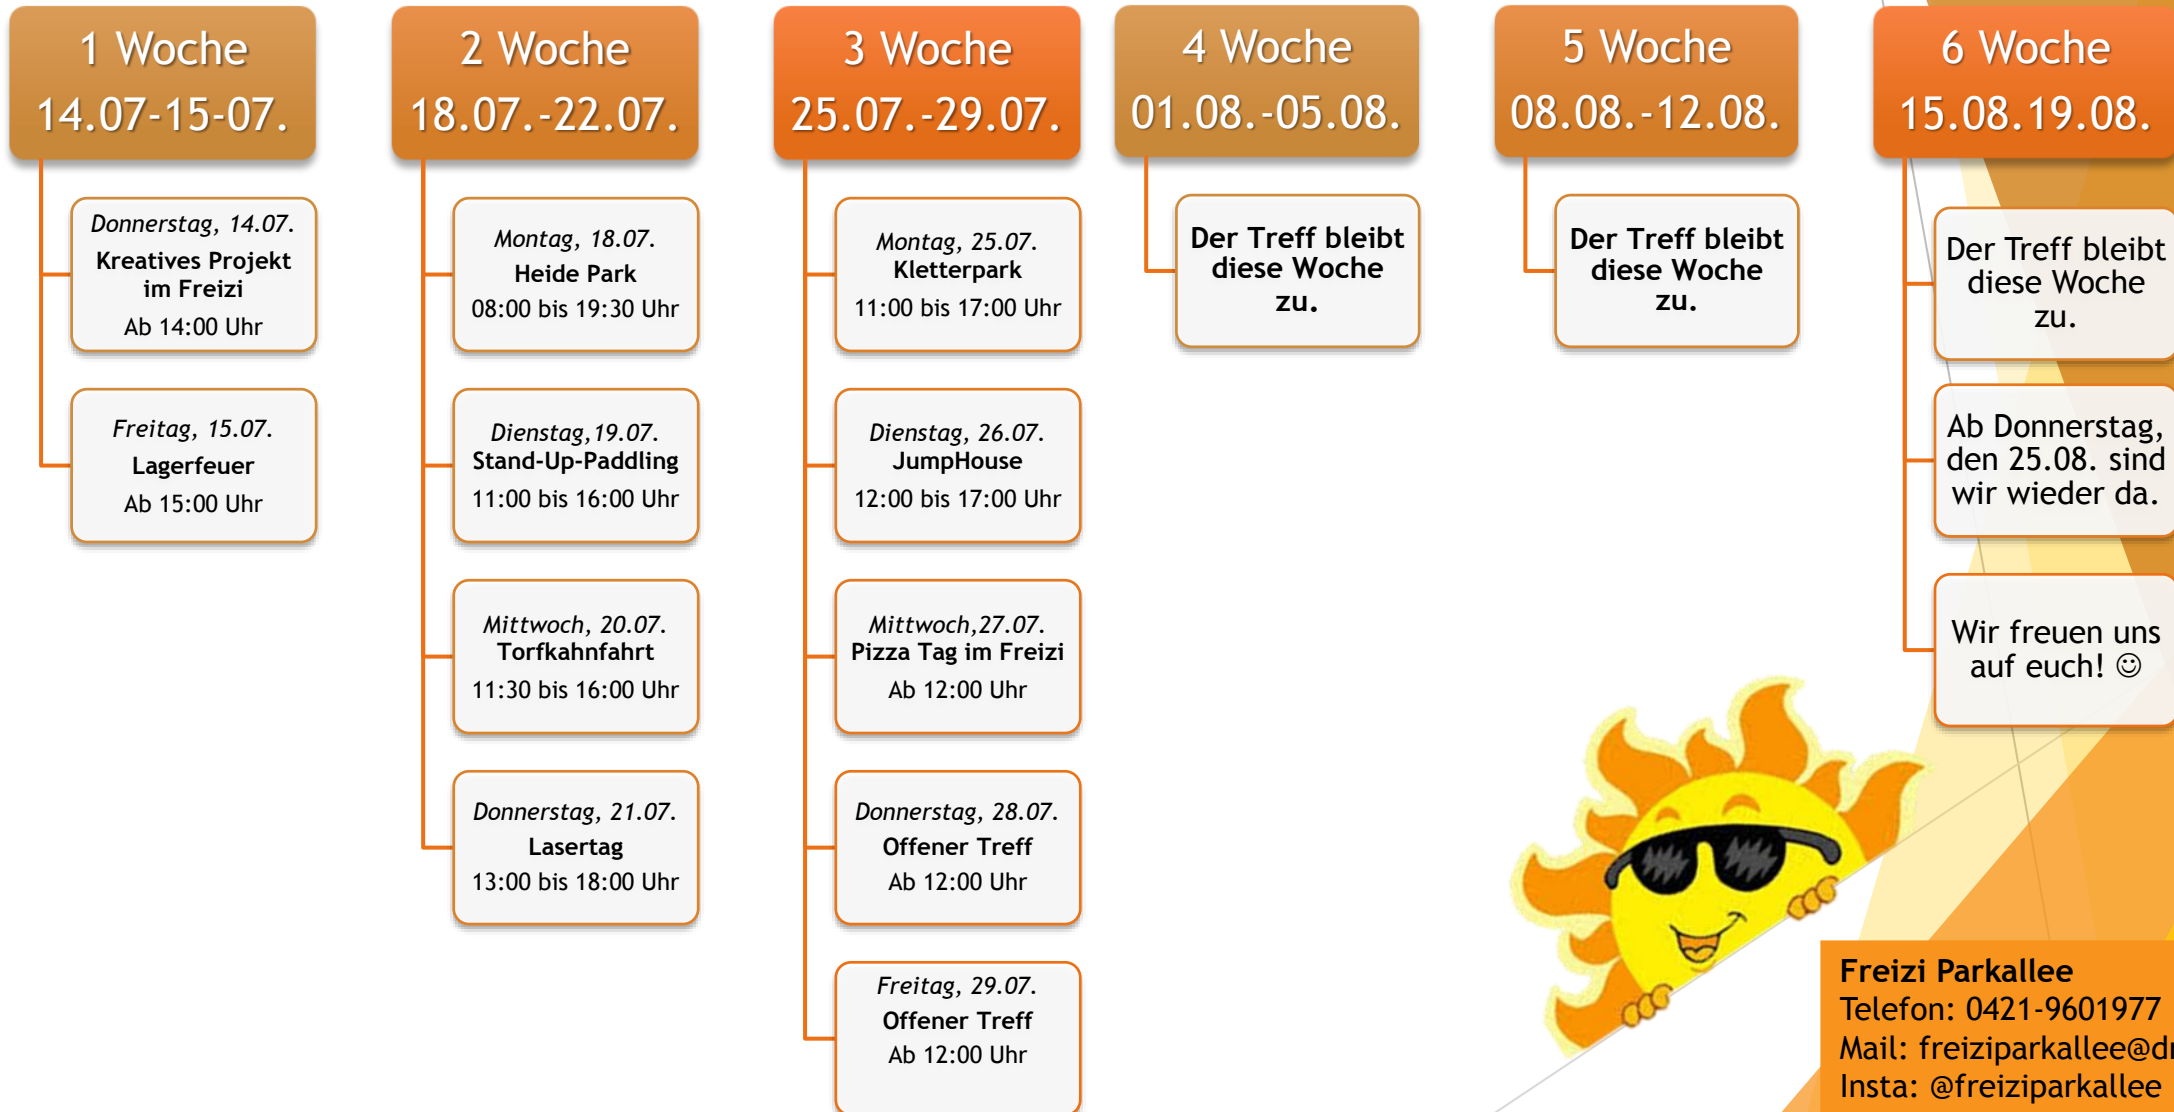 1 Woche
14.07-15-07.
Donnerstag, 14.07.
Kreatives Projekt
im Freizi
Ab 14:00 Uhr
Freitag, 15.07.
Lagerfeuer
Ab 15:00 Uhr
2 Woche
18.07.-22.07.
Montag, 18.07.
Heide Park
08:00 bis 19:30 Uhr
Dienstag,19.07.
Stand-Up-Paddling
11:00 bis 16:00 Uhr
Mittwoch, 20.07.
Torfkahnfahrt
11:30 bis 16:00 Uhr
Donnerstag, 21.07.
Lasertag
13:00 bis 18:00 Uhr
3 Woche
25.07.-29.07.
Montag, 25.07.
Kletterpark
11:00 bis 17:00 Uhr
Dienstag, 26.07.
JumpHouse
12:00 bis 17:00 Uhr
Mittwoch,27.07.
Pizza Tag im Freizi
Ab 12:00 Uhr
Donnerstag, 28.07.
Offener Treff
Ab 12:00 Uhr
Freitag, 29.07.
Offener Treff
Ab 12:00 Uhr
4 Woche
01.08.-05.08.
Der Treff bleibt
diese Woche
zu.
5 Woche
08.08.-12.08.
Der Treff bleibt
diese Woche
zu.
6 Woche
15.08.19.08.
Der Treff bleibt
diese Woche
zu.
Ab Donnerstag,
den 25.08. sind
wir wieder da.
Wir freuen uns
auf euch! ☺
Freizi Parkallee
Telefon: 0421-9601977
Mail: freiziparkallee@
Insta: @freiziparkallee